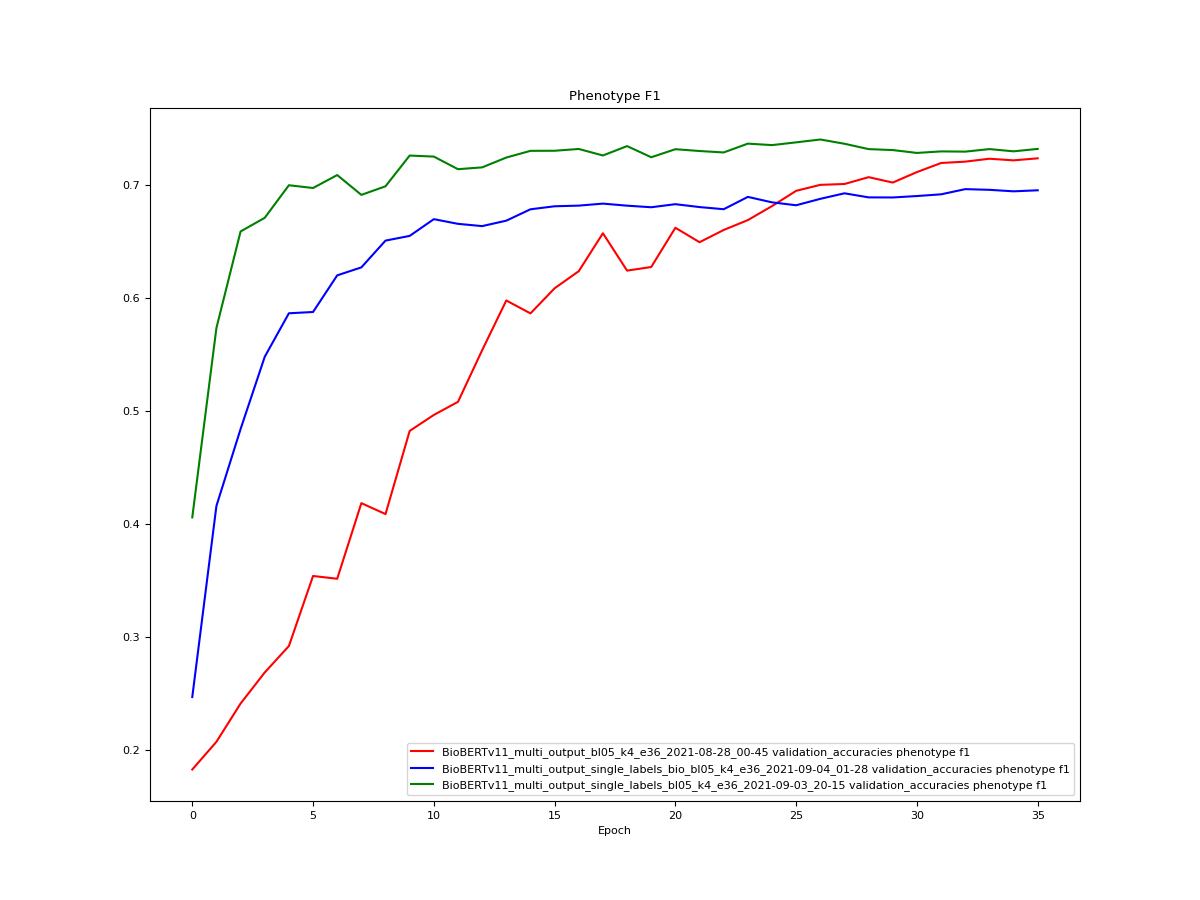 Phenotype F1
0.7
0.6
0.5
0.4
0.3
0.2
BioBERTv11_multi_output_bl05_k4_e36_2021-08-28_00-45 validation_accuracies phenotype f1
BioBERTv11_multi_output_single_labels_bio_bl05_k4_e36_2021-09-04_01-28 validation_accuracies phenotype f1
BioBERTv11_multi_output_single_labels_bl05_k4_e36_2021-09-03_20-15 validation_accuracies phenotype f1
0 5 10 15 20 25 30 35
Epoch